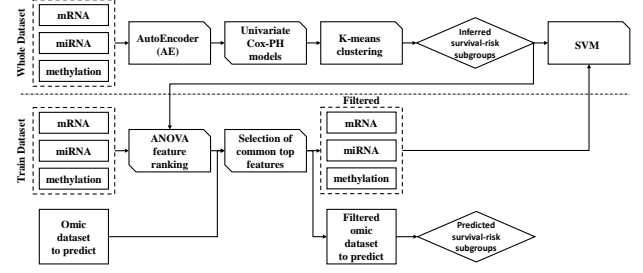 Whole Dataset
mRNA
miRNA
methylation
AutoEncoder
(AE)
Univariate
Cox-PH
models
K-means
clustering
Inferred
survival-risk
subgroups
SVM
Train Dataset
mRNA
miRNA
methylation
ANOVA
feature
ranking
Selection of
common top
features
Filtered
mRNA
miRNA
methylation
Omic
dataset
to predict
Filtered
omic
dataset
to predict
Predicted
survival-risk
subgroups